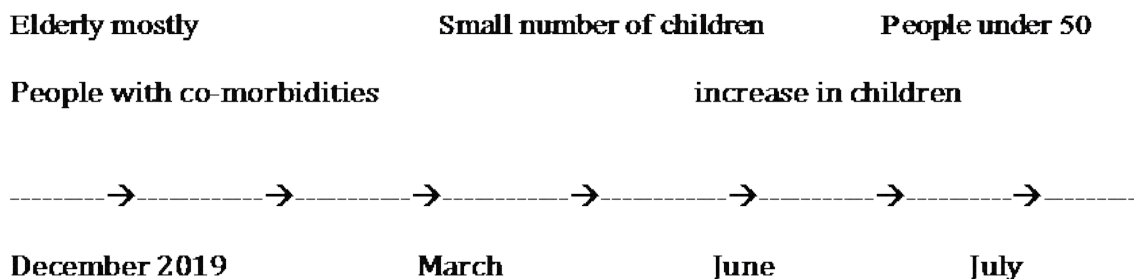 Elderly mostly Small number of children People under 50
People with co-morbidities increase in children
December 2019 March June July